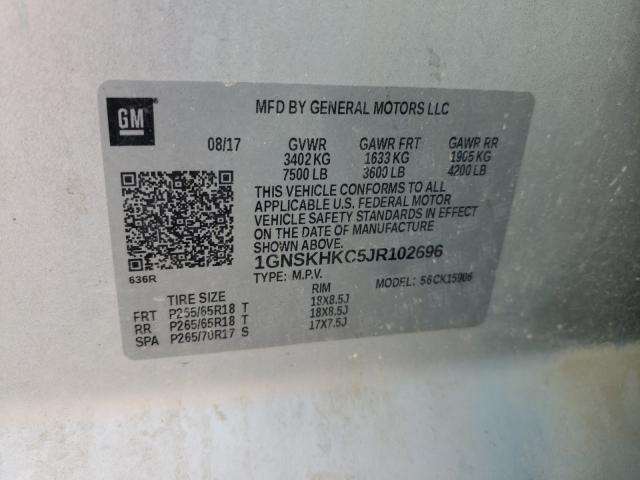 GM
MFD BY GENERAL MOTORS LLC
08/17 GVWR GAWR FRT GAWR RR
3402 KG 1633 KG 1905 KG
7500 LB 3600 LB 4200 LB
THIS VEHICLE CONFORMS TO ALL
APPLICABLE U.S. FEDERAL MOTOR
VEHICLE SAFETY STANDARDS IN EFFECT
ON THE DATE OF MANUFACTURE
SHOWN ABOVE.
636R
1GNSKHKC5JR102696
TYPE: M.P.V. MODEL: 56CK15906
TIRE SIZE RIM
FRT P265/65R18 T 18X8.5J
RR P265/65R18 T 18X8.5J
SPA P265/70R17 S 17X7.5J